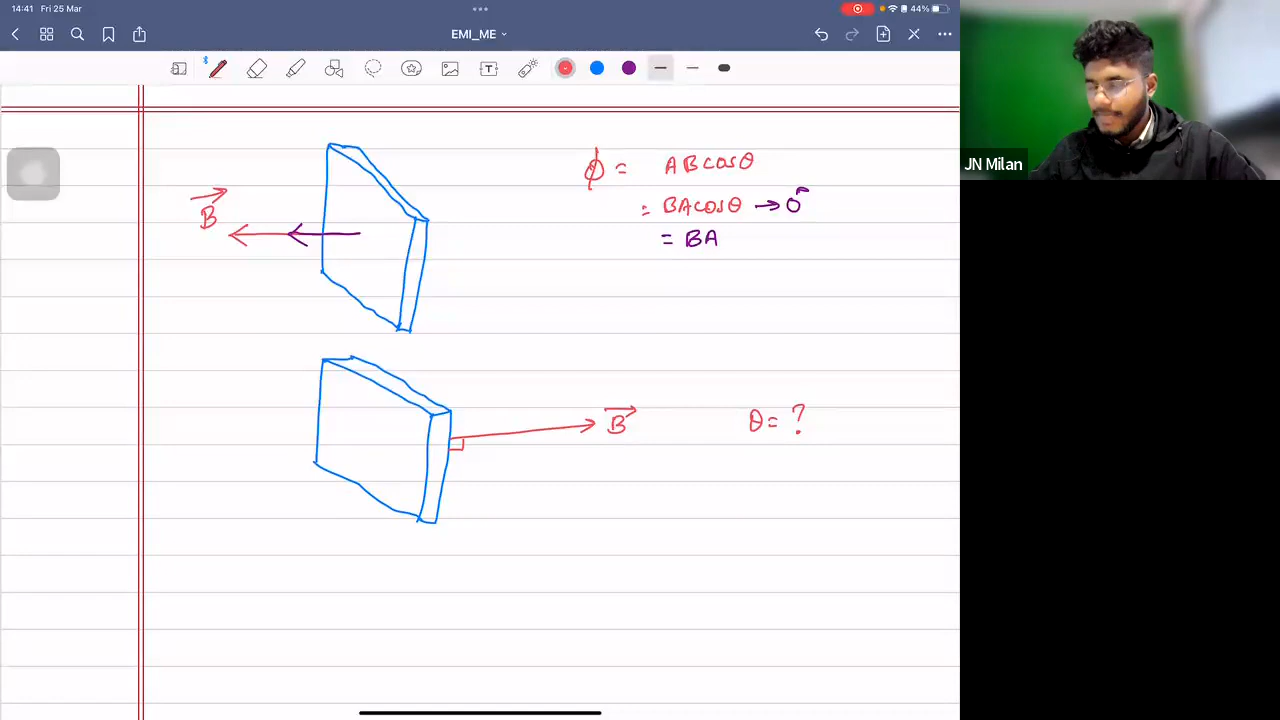 14:41 Fri 25 Mar
44%
EMI_ME
JN Milan
ϕ = ABcosθ
= BAcosθ → 0°
= BA
B⃗
B⃗
θ = ?